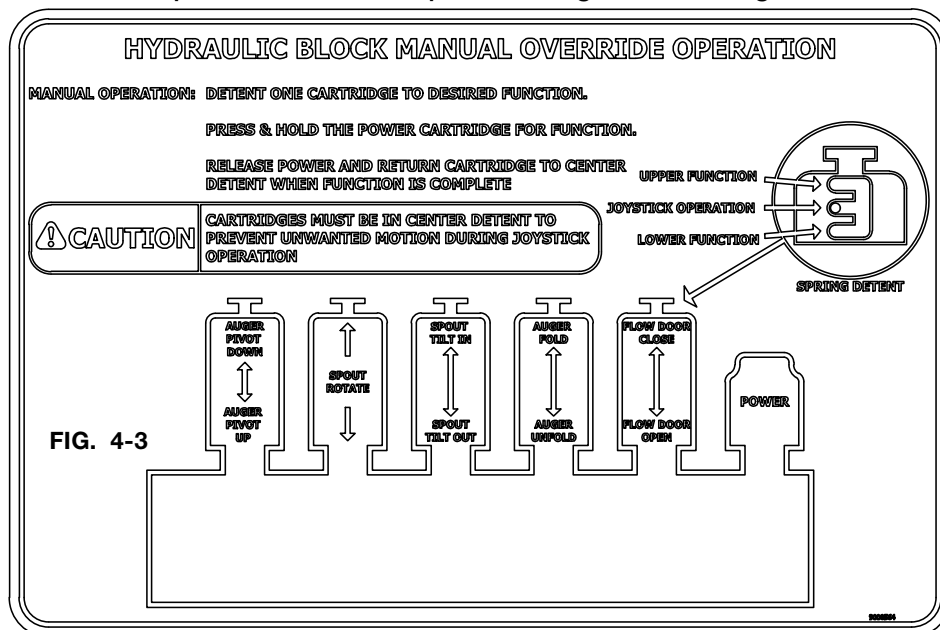 HYDRAULIC BLOCK MANUAL OVERRIDE OPERATION
MANUAL OPERATION: DETENT ONE CARTRIDGE TO DESIRED FUNCTION.
PRESS & HOLD THE POWER CARTRIDGE FOR FUNCTION.
RELEASE POWER AND RETURN CARTRIDGE TO CENTER
DETENT WHEN FUNCTION IS COMPLETE
UPPER FUNCTION
JOYSTICK OPERATION
LOWER FUNCTION
SPRING DETENT
CAUTION
CARTRIDGES MUST BE IN CENTER DETENT TO
PREVENT UNWANTED MOTION DURING JOYSTICK
OPERATION
AUGER
PIVOT
DOWN
AUGER
PIVOT
UP
SPOUT
ROTATE
SPOUT
TILT IN
SPOUT
TILT OUT
AUGER
FOLD
AUGER
UNFOLD
FLOW DOOR
CLOSE
FLOW DOOR
OPEN
POWER
FIG. 4-3